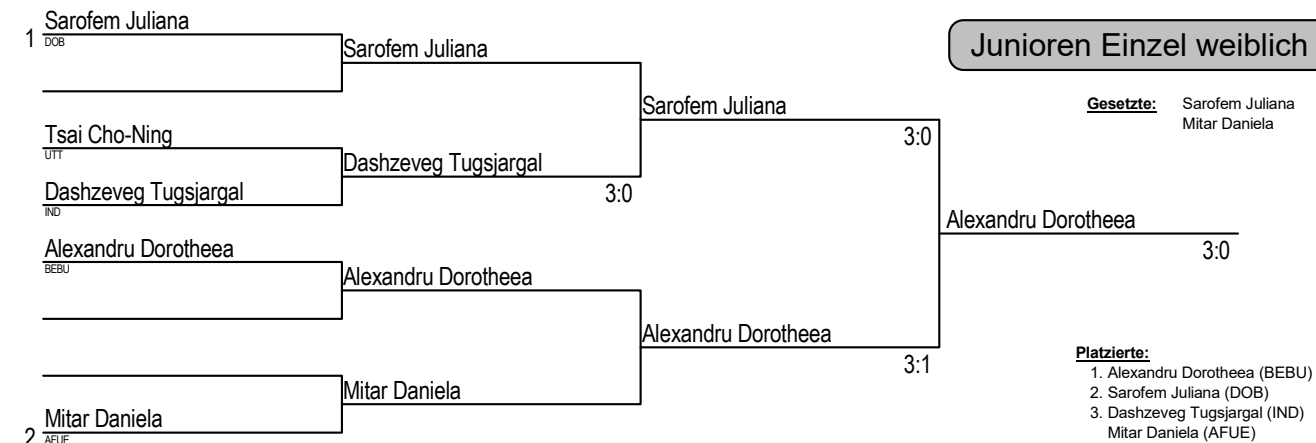 Sarofem Juliana
1 DOB
Sarofem Juliana
Junioren Einzel weiblich
Gesetzte: Sarofem Juliana
Mitar Daniela
Sarofem Juliana
3:0
Tsai Cho-Ning
UTT
Dashzeveg Tugsjargal
3:0
Dashzeveg Tugsjargal
IND
Alexandru Dorotheea
3:0
Alexandru Dorotheea
BEBU
Alexandru Dorotheea
Alexandru Dorotheea
3:1
Mitar Daniela
Mitar Daniela
2 AFUE
Platzierte:
1. Alexandru Dorotheea (BEBU)
2. Sarofem Juliana (DOB)
3. Dashzeveg Tugsjargal (IND)
Mitar Daniela (AFUE)